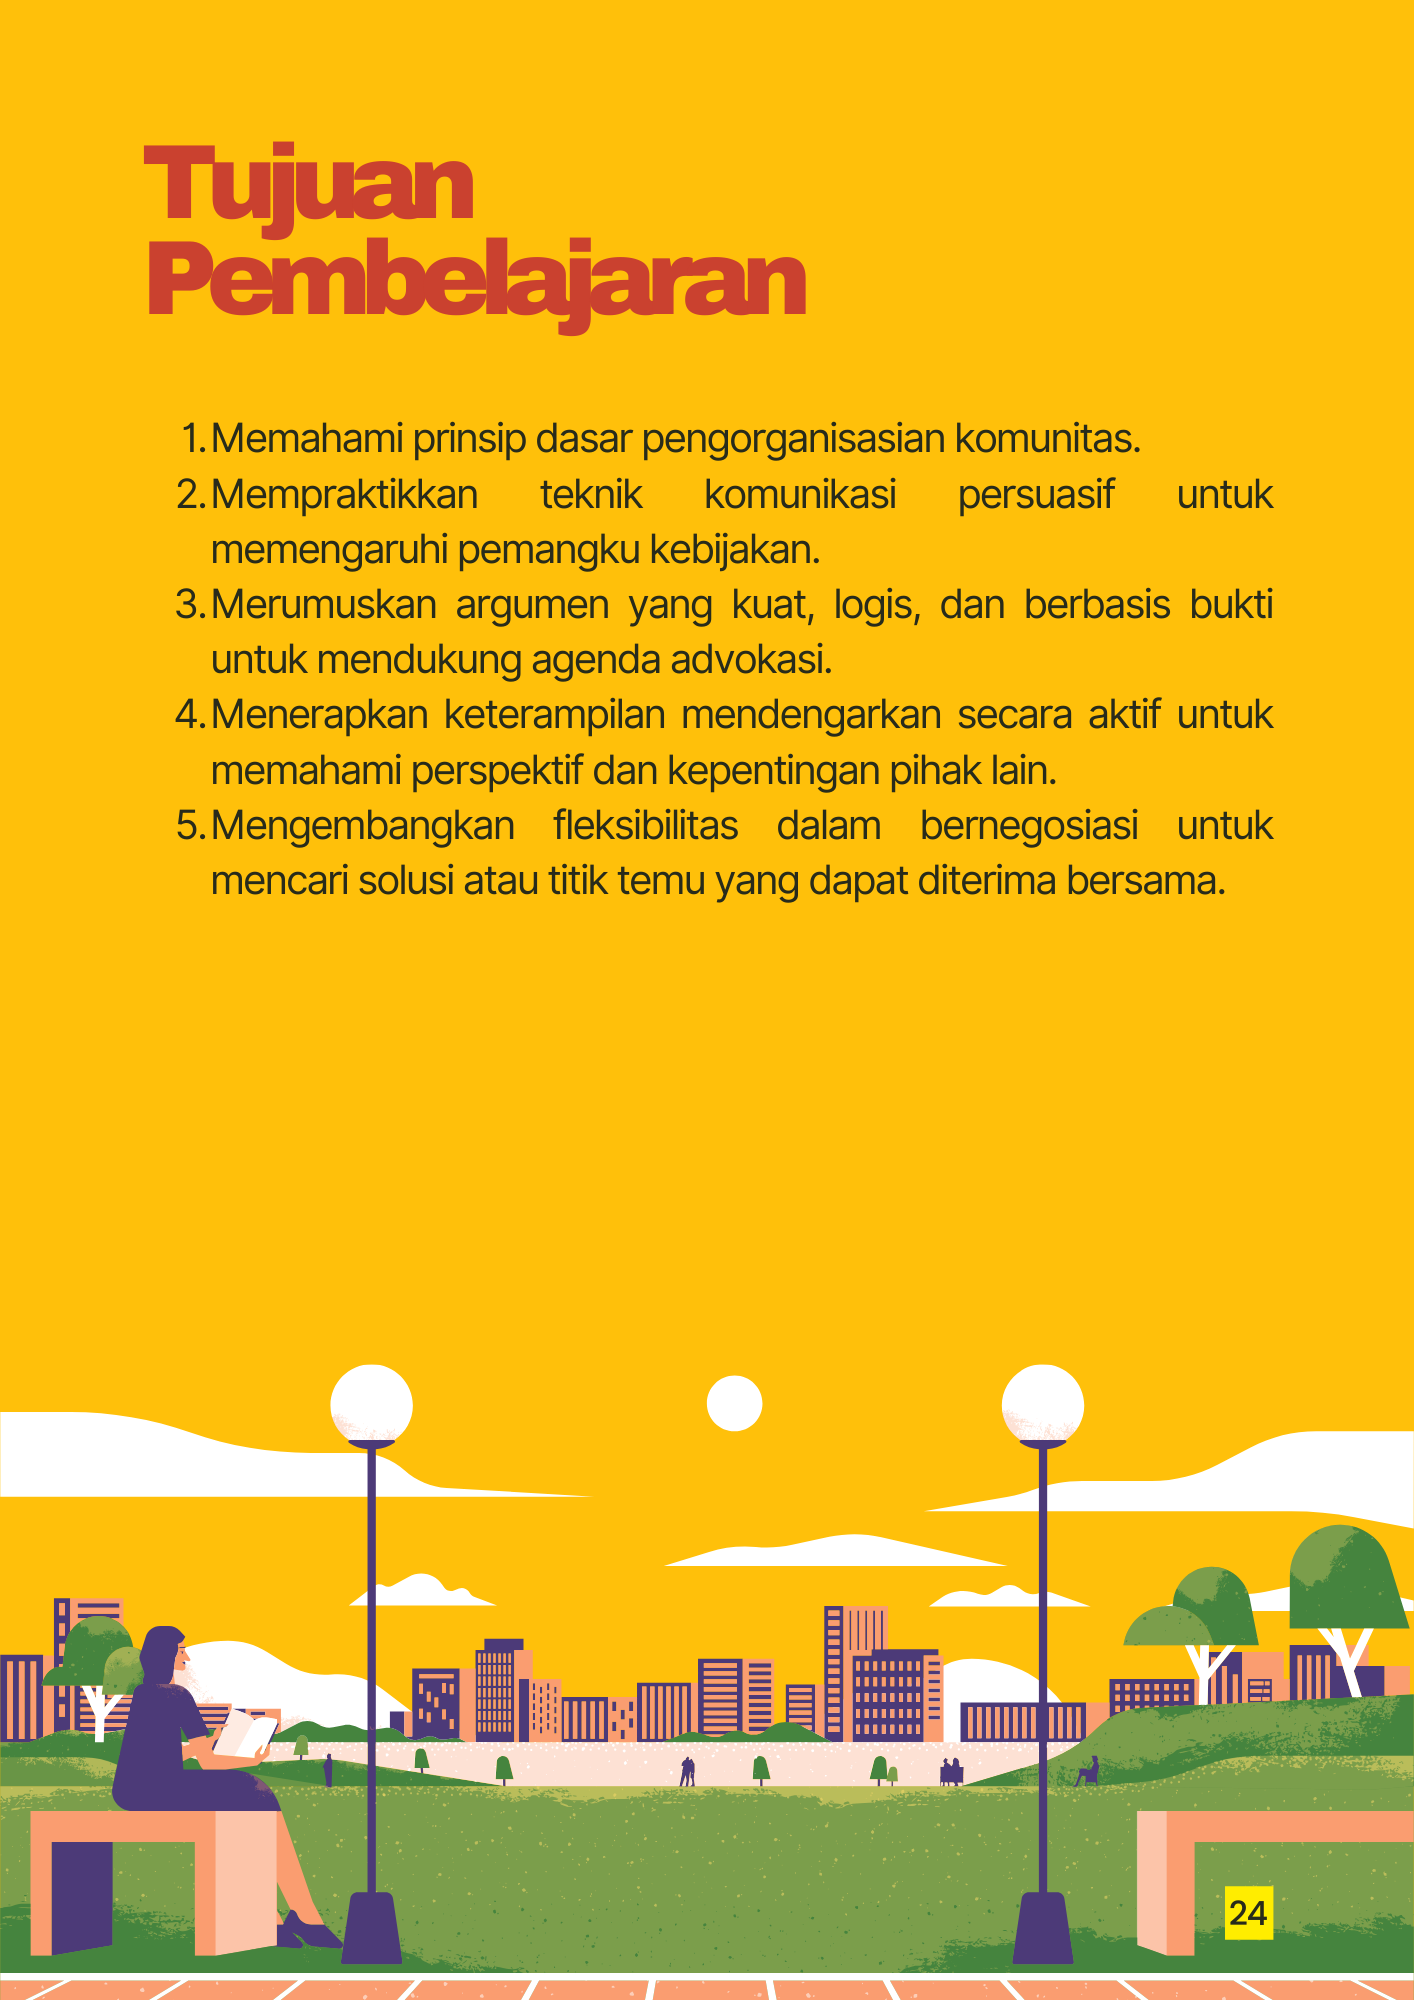 Tujuan
Pembelajaran
1. Memahami prinsip dasar pengorganisasian komunitas.
2. Mempraktikkan teknik komunikasi persuasif untuk
memengaruhi pemangku kebijakan.
3. Merumuskan argumen yang kuat, logis, dan berbasis bukti
untuk mendukung agenda advokasi.
4. Menerapkan keterampilan mendengarkan secara aktif untuk
memahami perspektif dan kepentingan pihak lain.
5. Mengembangkan fleksibilitas dalam bernegosiasi untuk
mencari solusi atau titik temu yang dapat diterima bersama.
24